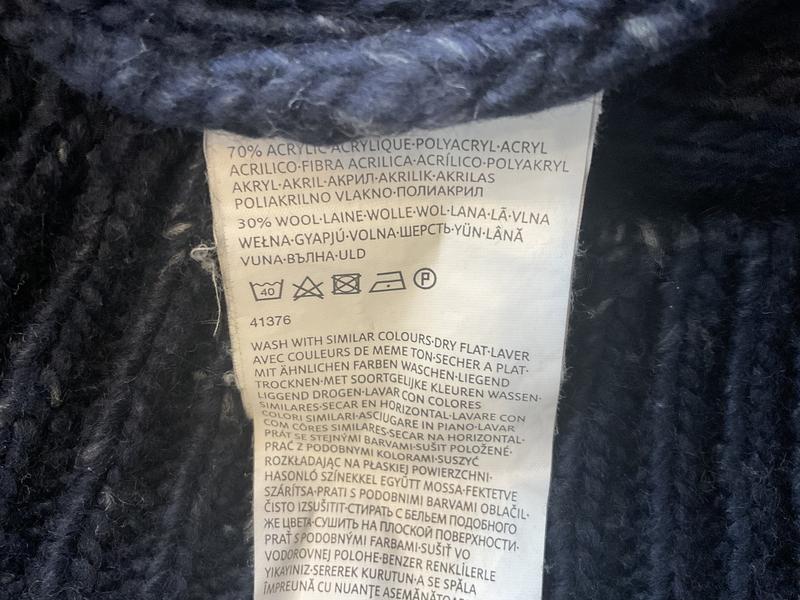 70% ACRYLIC·ACRYLIQUE·POLYACRYL·ACRYL
ACRILICO·FIBRA ACRILICA·ACRÍLICO·POLYAKRYL
AKRYL·AKRIL·АКРИЛ·AKRILIK·AKRILAS
POLIAKRILNO VLAKNO·ПОЛИАКРИЛ
30% WOOL·LAINE·WOLLE·WOL·LANA·LÃ·VLNA
WEŁNA·GYAPJÚ·VOLNA·ШЕРСТЬ·YÜN·LÂNĂ
VUNA·ВЪЛНА·ULD
40 P
41376
WASH WITH SIMILAR COLOURS·DRY FLAT·LAVER
AVEC COULEURS DE MEME TON·SECHER A PLAT·
MIT ÄHNLICHEN FARBEN WASCHEN·LIEGEND
TROCKNEN·MET SOORTGELIJKE KLEUREN WASSEN·
LIGGEND DROGEN·LAVAR CON COLORES
SIMILARES·SECAR EN HORIZONTAL·LAVARE CON
COLORI SIMILARI·ASCIUGARE IN PIANO·LAVAR
COM CÔRES SIMILARES·SECAR NA HORIZONTAL·
PRÁT SE STEJNÝMI BARVAMI·SUŠIT POLOŽENÉ·
PRAĆ Z PODOBNYMI KOLORAMI·SUSZYĆ
ROZKŁADAJĄC NA PŁASKIEJ POWIERZCHNI·
HASONLÓ SZÍNEKKEL EGYÜTT MOSSA·FEKTETVE
SZÁRÍTSA·PRATI S PODOBNIMI BARVAMI OBLAČIL·
ČISTO IZSUŠITIT·СТИРАТЬ С БЕЛЬЕМ ПОДОБНОГО
ЖЕ ЦВЕТА·СУШИТЬ НА ПЛОСКОЙ ПОВЕРХНОСТИ·
PRAŤ S PODOBNÝMI FARBAMI·SUŠIŤ VO
VODOROVNEJ POLOHE·BENZER RENKLİLERLE
YIKAYINIZ·SEREREK KURUTUN·A SE SPĂLA
ÎMPREUNĂ CU NUANȚE ASEMĂNĂTOARE